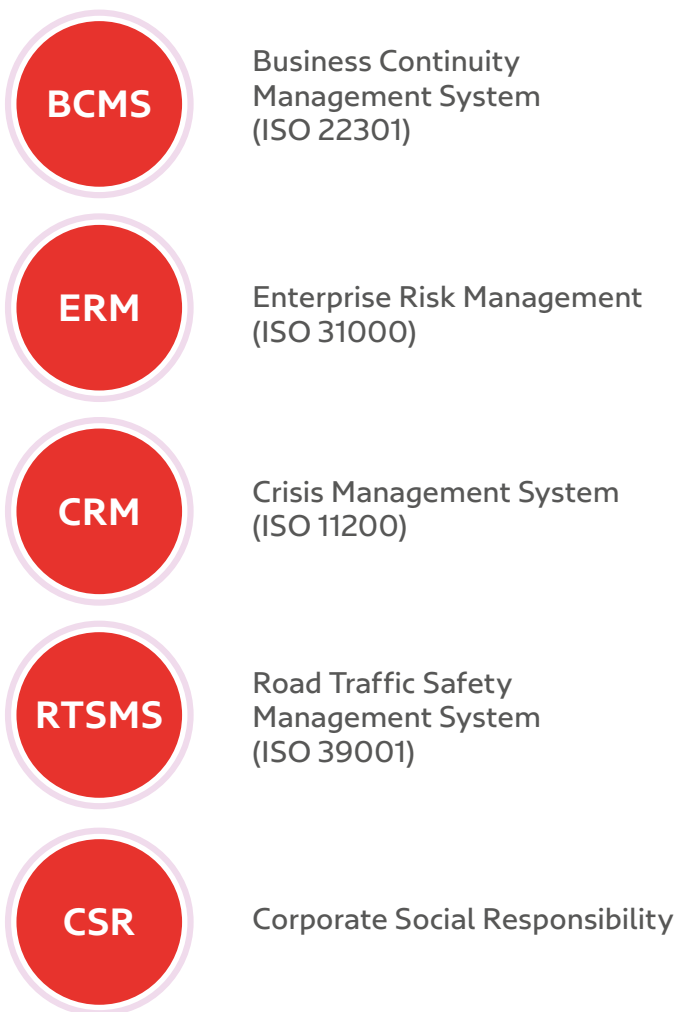 BCMS
Business Continuity
Management System
(ISO 22301)
ERM
Enterprise Risk Management
(ISO 31000)
CRM
Crisis Management System
(ISO 11200)
RTSMS
Road Traffic Safety
Management System
(ISO 39001)
CSR
Corporate Social Responsibility